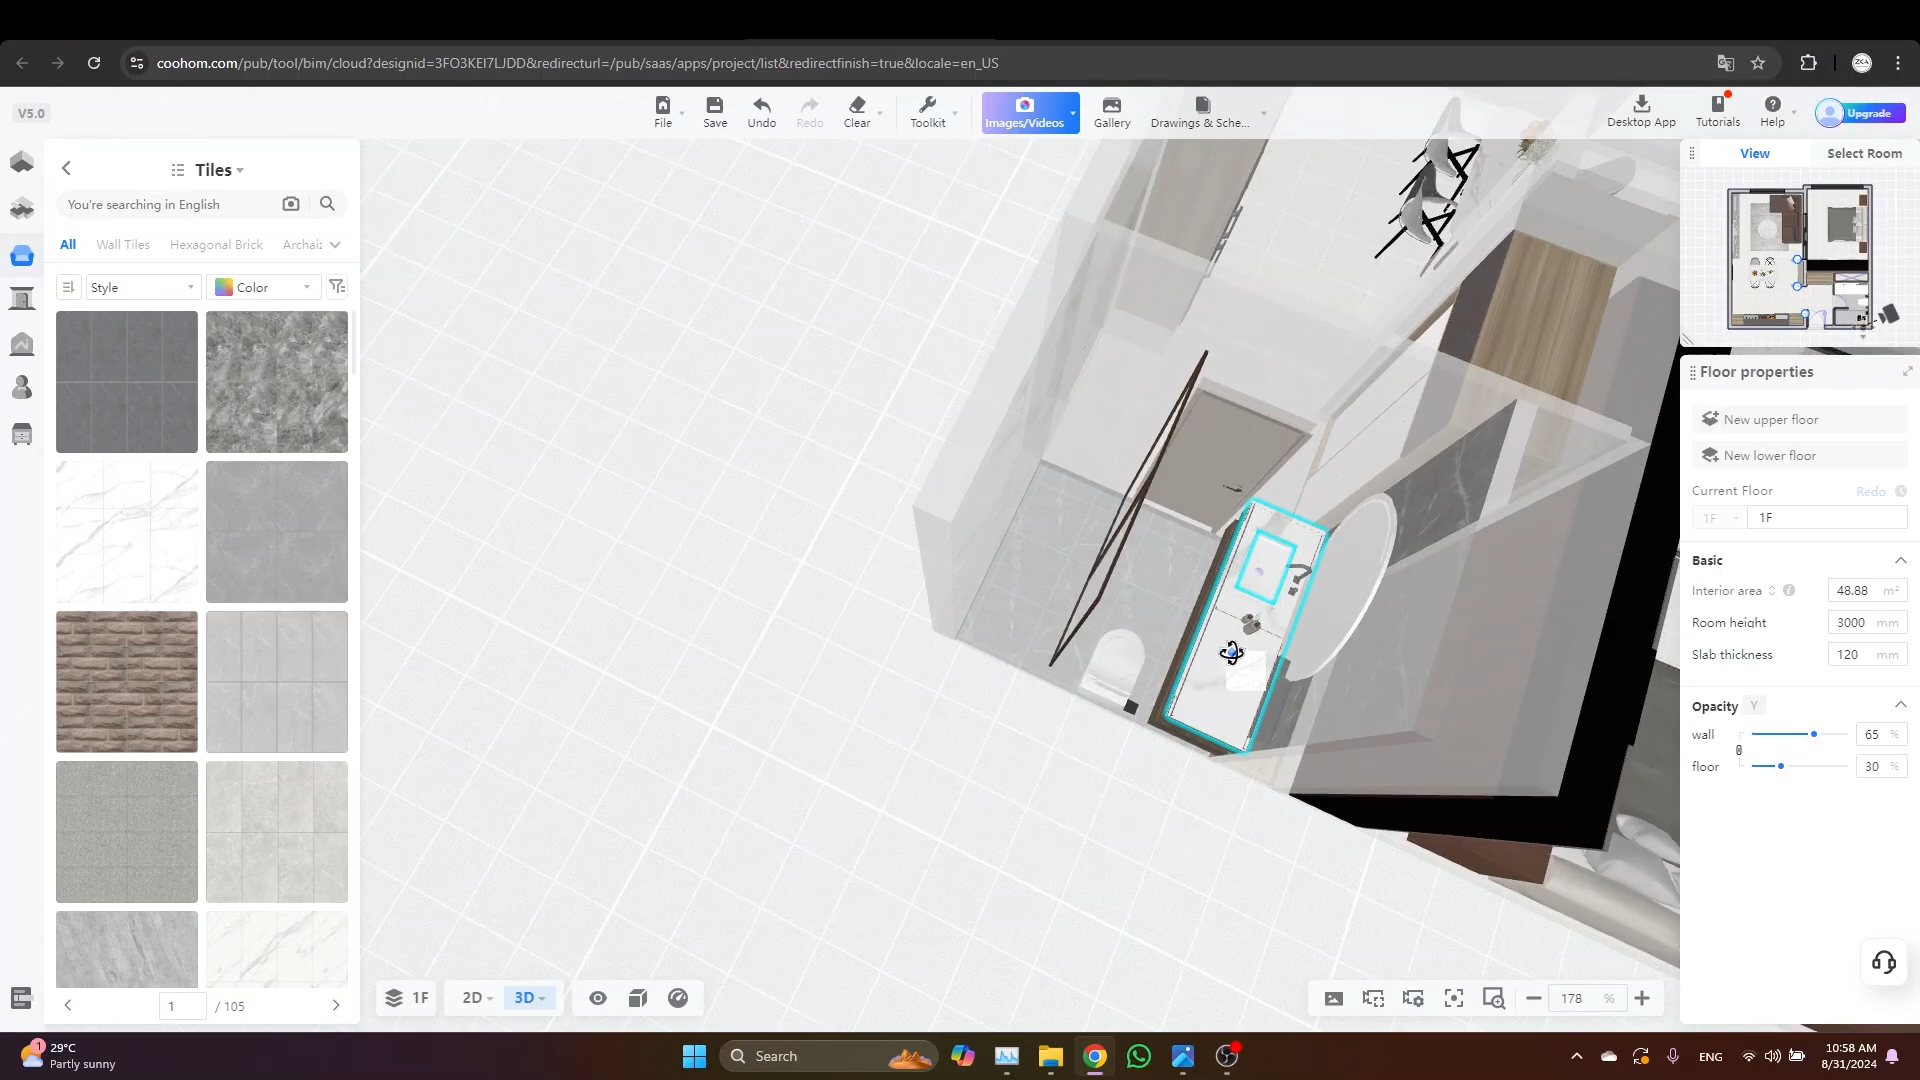 coohom.com/pub/tool/bim/cloud?designid=3FO3KEI7LJDD&redirecturl=/pub/saas/apps/project/list&redirectfinish=true&locale=en_US
V5.0
File
Save
Undo
Redo
Clear
Toolkit
Images/Videos
Gallery
Drawings & Sche...
Desktop App
Tutorials
Help
Upgrade
Tiles
You're searching in English
All
Wall Tiles
Hexagonal Brick
Archaiz
Style
Color
1
/ 105
1F
2D
3D
178
%
View
Select Room
Floor properties
New upper floor
New lower floor
Current Floor
Redo
1F
1F
Basic
Interior area
48.88
m²
Room height
3000
mm
Slab thickness
120
mm
Opacity
Y
wall
65
%
floor
30
%
1
29°C
Partly sunny
Search
ENG
10:58 AM
8/31/2024